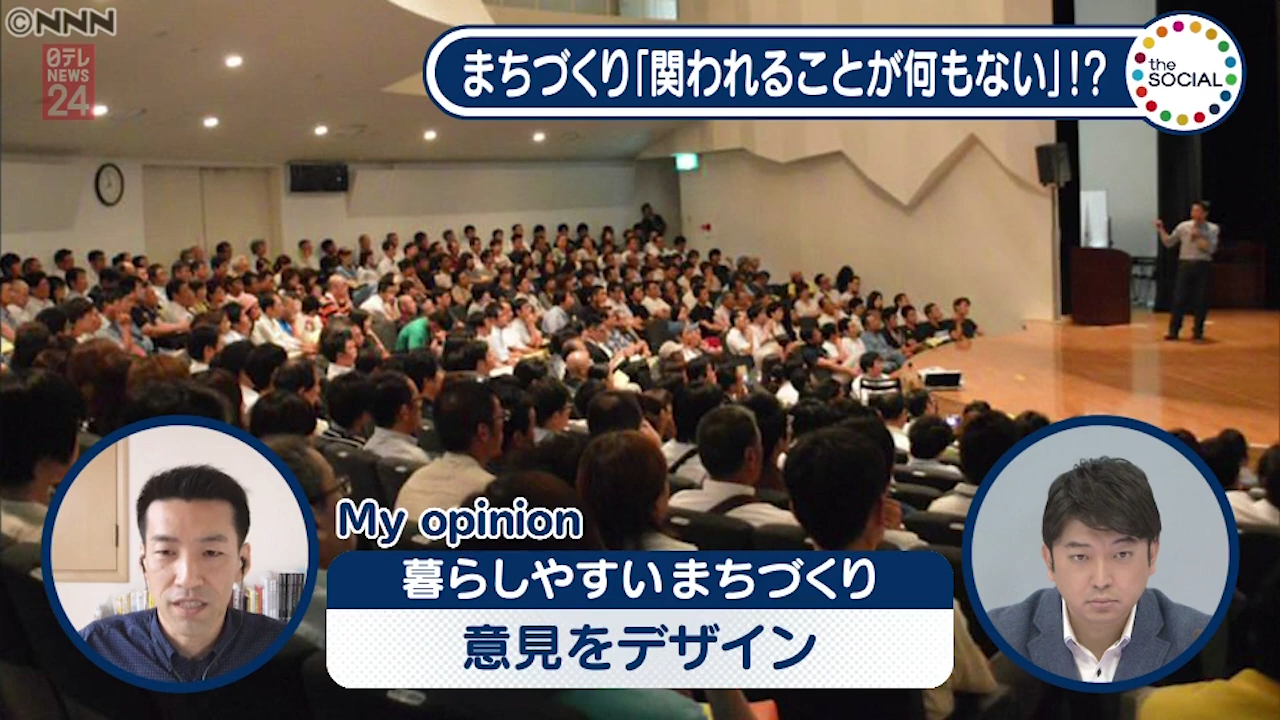 ©NNN
日テレ
NEWS
24
まちづくり「関われることが何もない」!?
the
SOCIAL
My opinion
暮らしやすいまちづくり
意見をデザイン